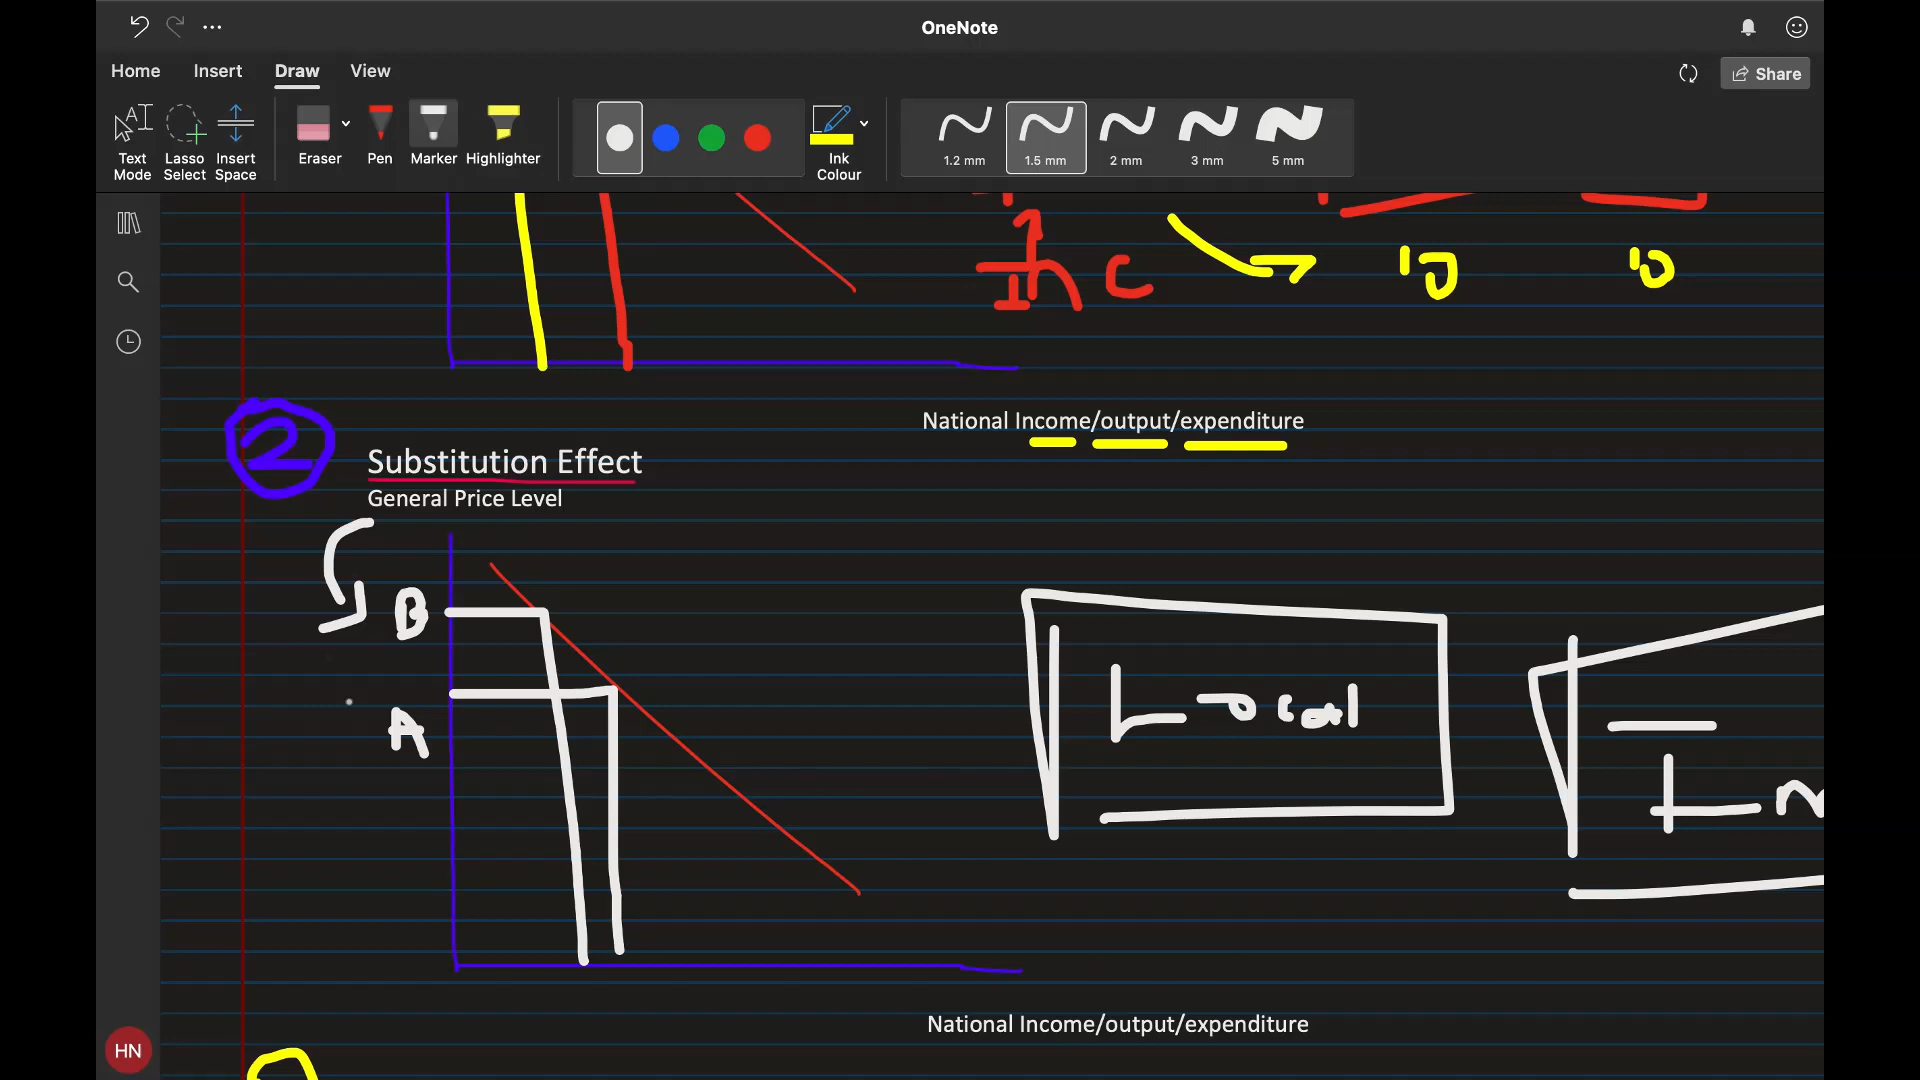 OneNote
Home Insert Draw View
Share
Text Mode
Lasso Select
Insert Space
Eraser
Pen
Marker
Highlighter
Ink Colour
1.2 mm
1.5 mm
2 mm
3 mm
5 mm
C
National Income/output/expenditure
2
Substitution Effect
General Price Level
B
A
Local
National Income/output/expenditure
HN